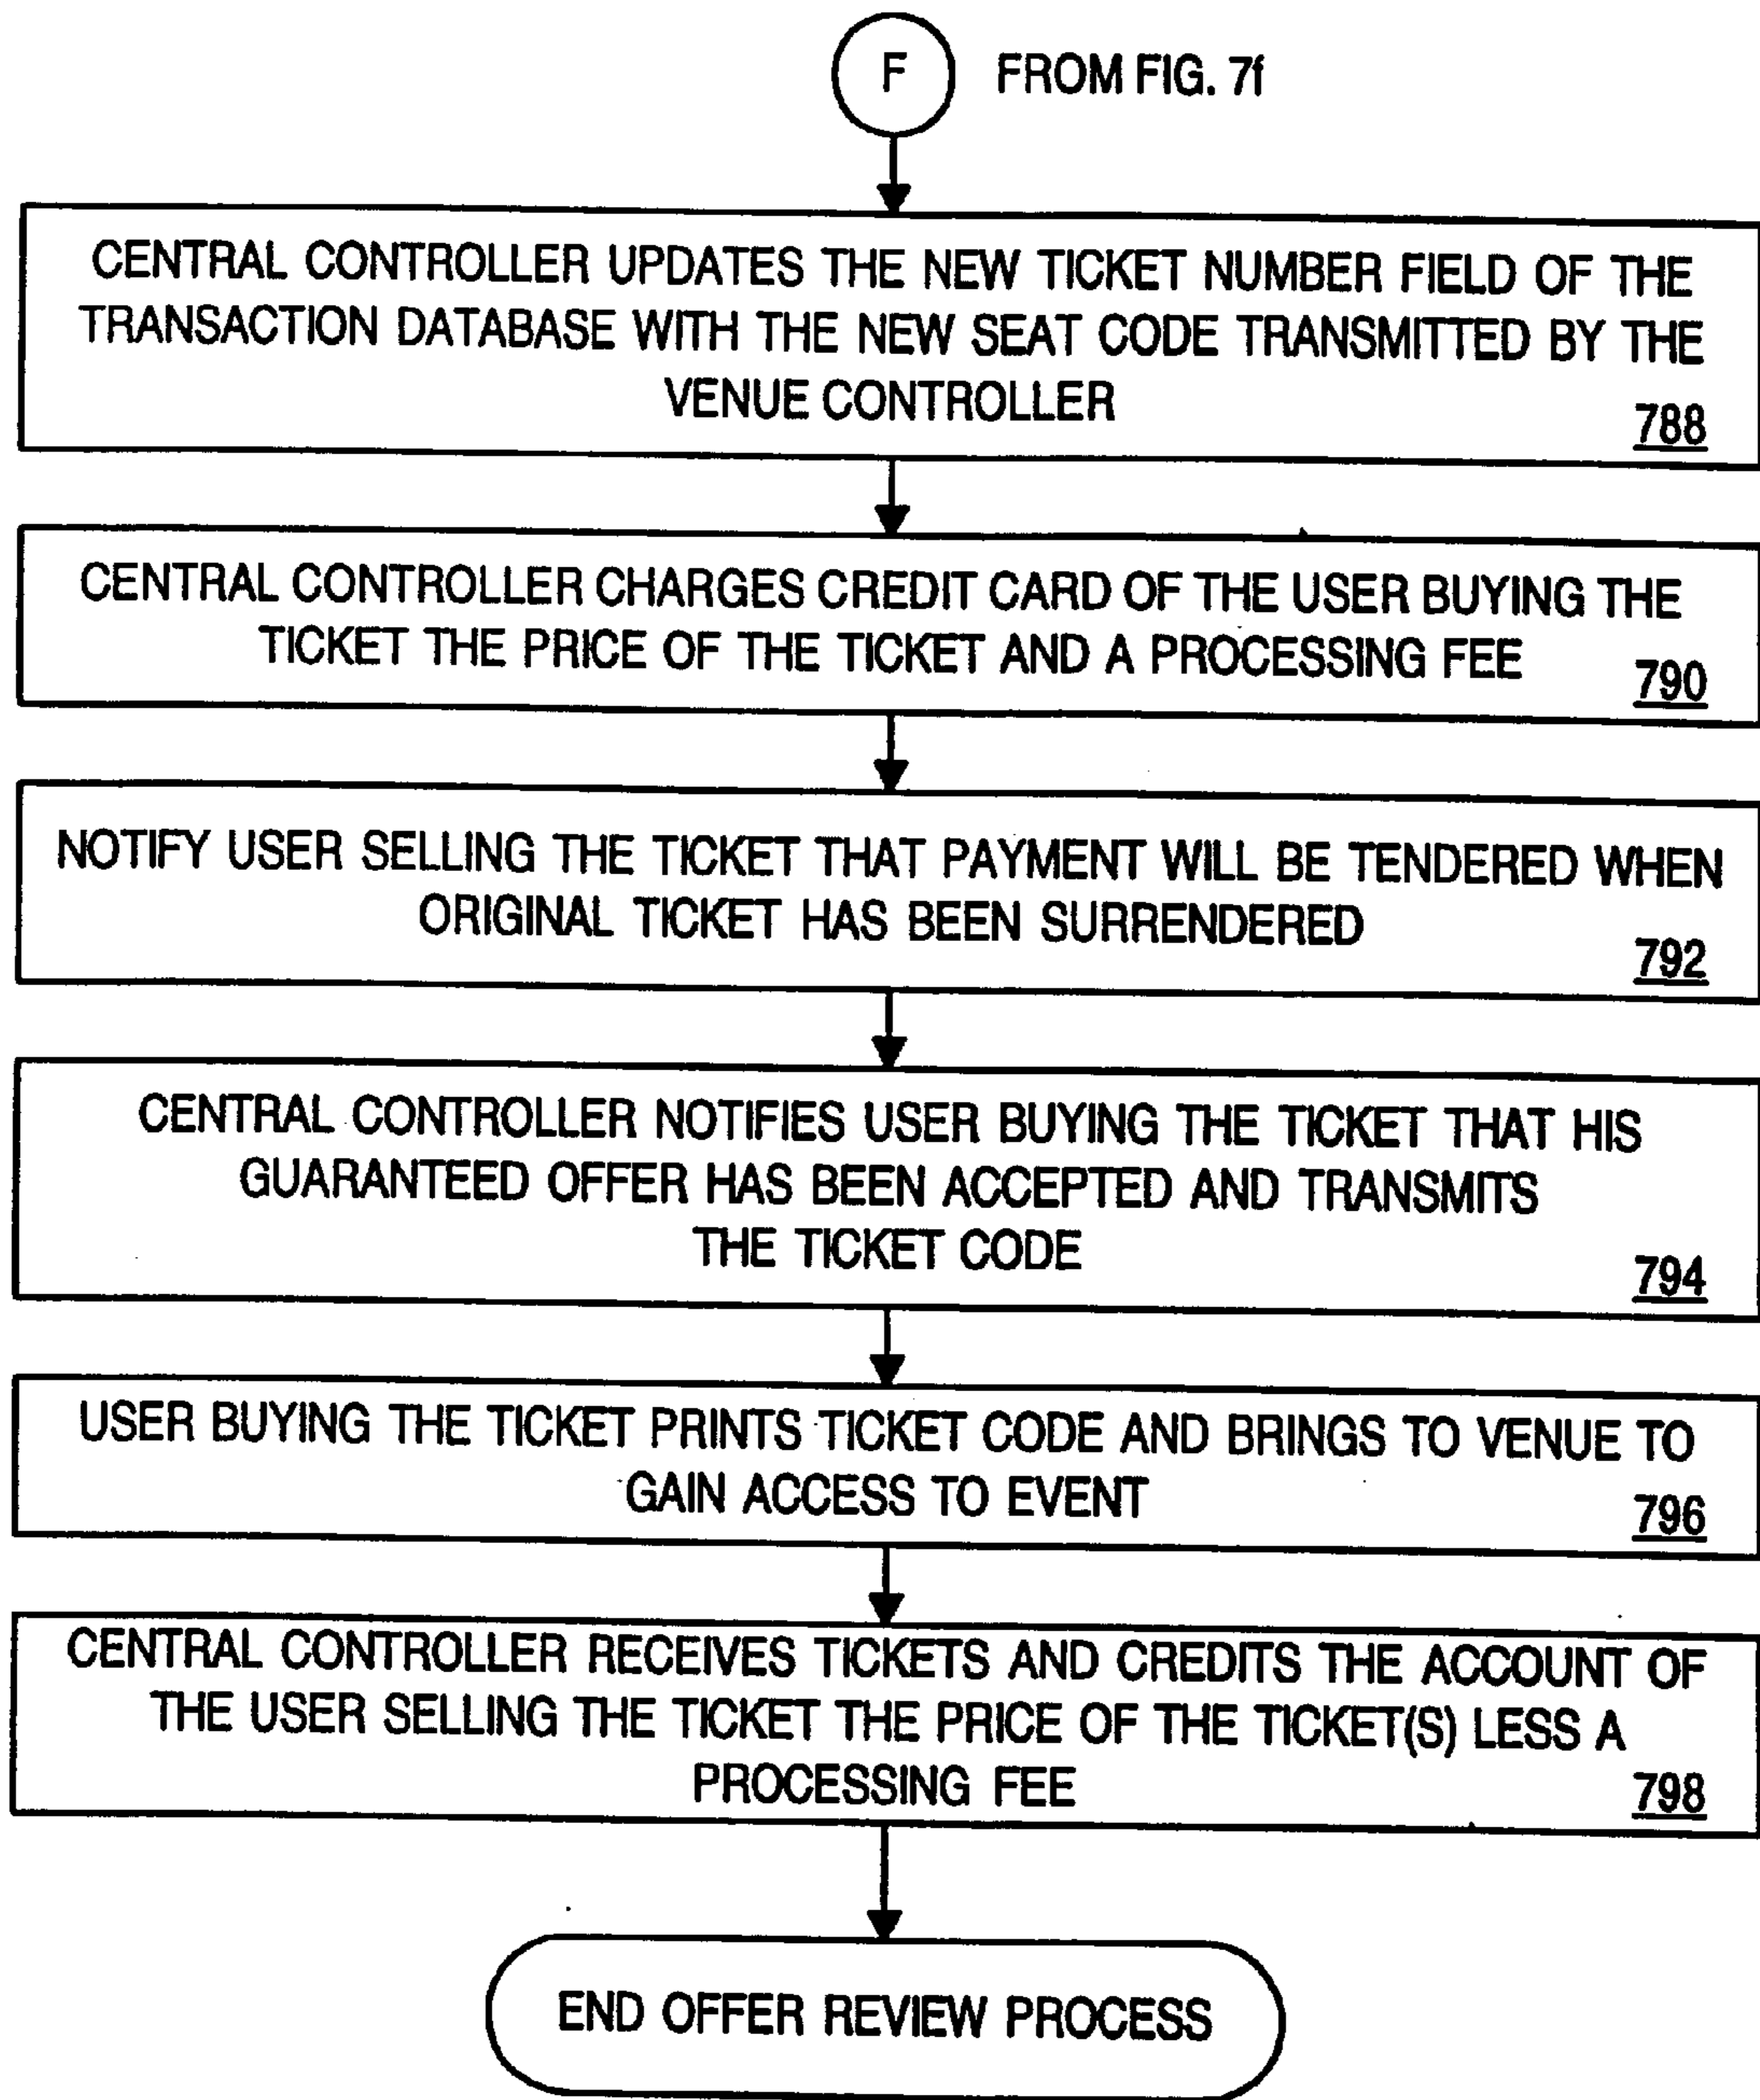 F FROM FIG. 7f
CENTRAL CONTROLLER UPDATES THE NEW TICKET NUMBER FIELD OF THE
TRANSACTION DATABASE WITH THE NEW SEAT CODE TRANSMITTED BY THE
VENUE CONTROLLER
788
CENTRAL CONTROLLER CHARGES CREDIT CARD OF THE USER BUYING THE
TICKET THE PRICE OF THE TICKET AND A PROCESSING FEE
790
NOTIFY USER SELLING THE TICKET THAT PAYMENT WILL BE TENDERED WHEN
ORIGINAL TICKET HAS BEEN SURRENDERED
792
CENTRAL CONTROLLER NOTIFIES USER BUYING THE TICKET THAT HIS
GUARANTEED OFFER HAS BEEN ACCEPTED AND TRANSMITS
THE TICKET CODE
794
USER BUYING THE TICKET PRINTS TICKET CODE AND BRINGS TO VENUE TO
GAIN ACCESS TO EVENT
796
CENTRAL CONTROLLER RECEIVES TICKETS AND CREDITS THE ACCOUNT OF
THE USER SELLING THE TICKET THE PRICE OF THE TICKET(S) LESS A
PROCESSING FEE
798
END OFFER REVIEW PROCESS